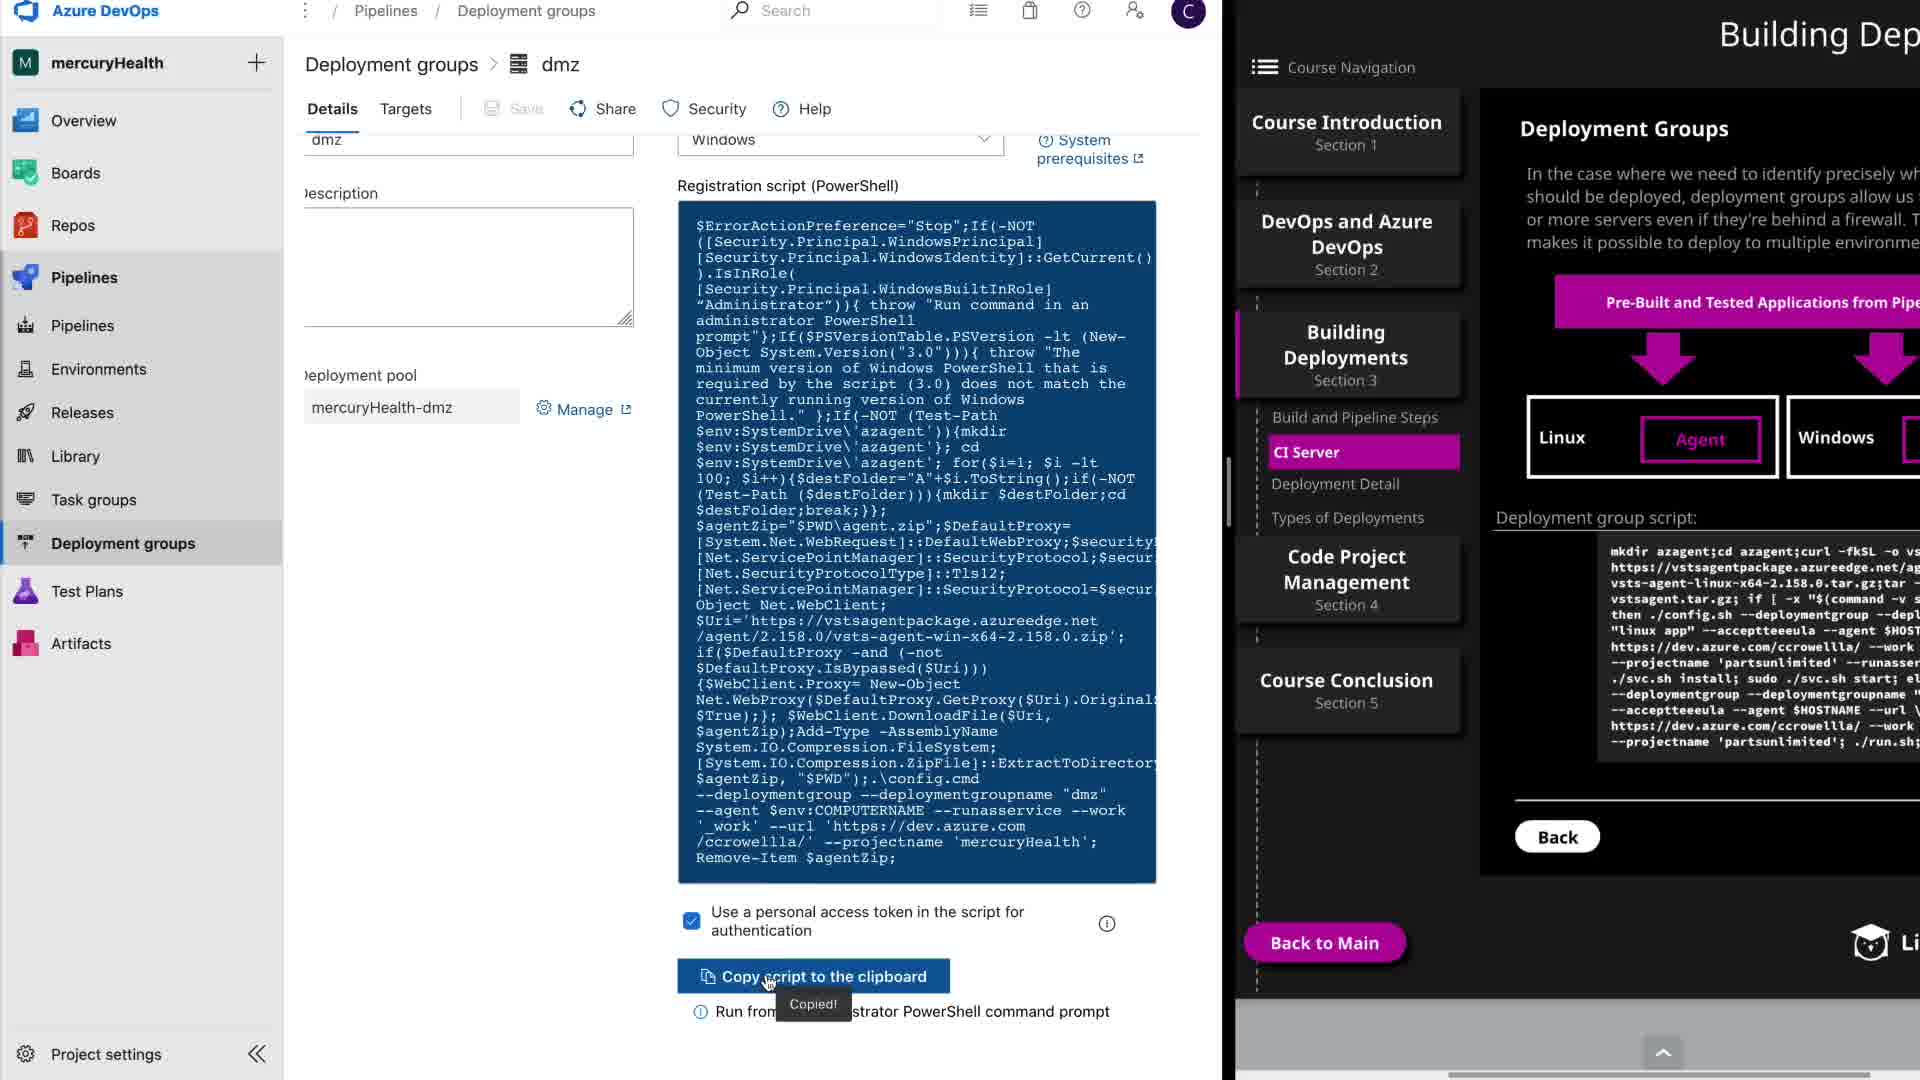 Azure DevOps
/ Pipelines / Deployment groups
Search
C
M mercuryHealth
Overview
Boards
Repos
Pipelines
Pipelines
Environments
Releases
Library
Task groups
Deployment groups
Test Plans
Artifacts
Project settings
Deployment groups > dmz
Details Targets Save Share Security Help
dmz
Description
Deployment pool
mercuryHealth-dmz
Manage
Windows
System
prerequisites
Registration script (PowerShell)
$ErrorActionPreference="Stop";If(-NOT
([Security.Principal.WindowsPrincipal]
[Security.Principal.WindowsIdentity]::GetCurrent()
).IsInRole(
[Security.Principal.WindowsBuiltInRole]
"Administrator")){ throw "Run command in an
administrator PowerShell
prompt"};If($PSVersionTable.PSVersion -lt (New-
Object System.Version("3.0"))){ throw "The
minimum version of Windows PowerShell that is
required by the script (3.0) does not match the
currently running version of Windows
PowerShell." };If(-NOT (Test-Path
$env:SystemDrive\'azagent')){mkdir
$env:SystemDrive\'azagent'}; cd
$env:SystemDrive\'azagent'; for($i=1; $i -lt
100; $i++){$destFolder="A"+$i.ToString();if(-NOT
(Test-Path ($destFolder))){mkdir $destFolder;cd
$destFolder;break;}};
$agentZip="$PWD\agent.zip";$DefaultProxy=
[System.Net.WebRequest]::DefaultWebProxy;$security
[Net.ServicePointManager]::SecurityProtocol;$secur
[Net.SecurityProtocolType]::Tls12;
[Net.ServicePointManager]::SecurityProtocol=$secur
Object Net.WebClient;
$Uri='https://vstsagentpackage.azureedge.net
/agent/2.158.0/vsts-agent-win-x64-2.158.0.zip';
if($DefaultProxy -and (-not
$DefaultProxy.IsBypassed($Uri)))
{$WebClient.Proxy= New-Object
Net.WebProxy($DefaultProxy.GetProxy($Uri).Original
$True);}; $WebClient.DownloadFile($Uri,
$agentZip);Add-Type -AssemblyName
System.IO.Compression.FileSystem;
[System.IO.Compression.ZipFile]::ExtractToDirectory
$agentZip, "$PWD");.\config.cmd
--deploymentgroup --deploymentgroupname "dmz"
--agent $env:COMPUTERNAME --runasservice --work
'_work' --url 'https://dev.azure.com
/ccrowellla/' --projectname 'mercuryHealth';
Remove-Item $agentZip;
Use a personal access token in the script for
authentication
Copy script to the clipboard
Copied!
Run from strator PowerShell command prompt
Building Dep
Course Navigation
Course Introduction
Section 1
DevOps and Azure
DevOps
Section 2
Building
Deployments
Section 3
Build and Pipeline Steps
CI Server
Deployment Detail
Types of Deployments
Code Project
Management
Section 4
Course Conclusion
Section 5
Back to Main
Deployment Groups
In the case where we need to identify precisely wh
should be deployed, deployment groups allow us
or more servers even if they're behind a firewall. T
makes it possible to deploy to multiple environme
Pre-Built and Tested Applications from Pipe
Linux Agent Windows
Deployment group script:
mkdir azagent;cd azagent;curl -fkSL -o vs
https://vstsagentpackage.azureedge.net/ag
vsts-agent-linux-x64-2.158.0.tar.gz;tar -
vstsagent.tar.gz; if [ -x "$(command -v s
then ./config.sh --deploymentgroup --depl
"linux app" --acceptteeeula --agent $HOST
https://dev.azure.com/ccrowellla/ --work
--projectname 'partsunlimited' --runasser
./svc.sh install; sudo ./svc.sh start; el
--deploymentgroup --deploymentgroupname "
--acceptteeeula --agent $HOSTNAME --url \
https://dev.azure.com/ccrowellla/ --work
--projectname 'partsunlimited'; ./run.sh;
Back
Li